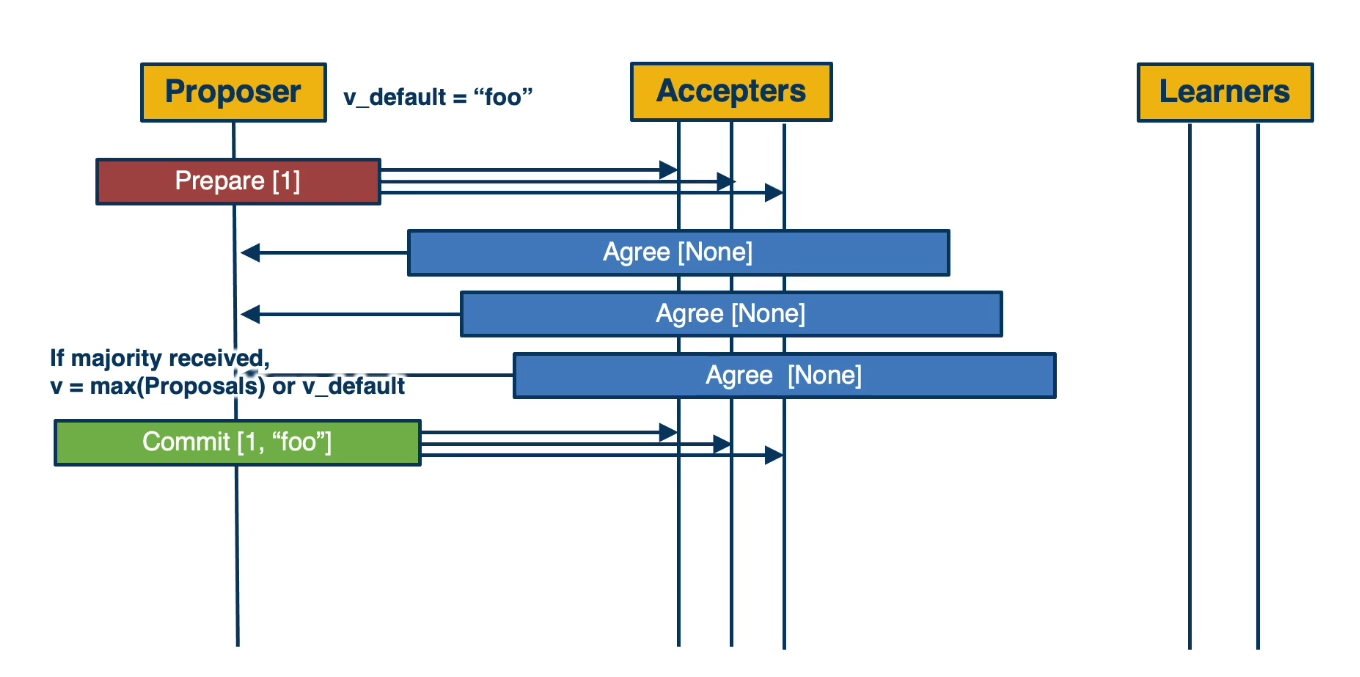 Proposer
v_default = “foo”
Accepters
Learners
Prepare [1]
Agree [None]
Agree [None]
If majority received,
v = max(Proposals) or v_default
Agree [None]
Commit [1, “foo”]